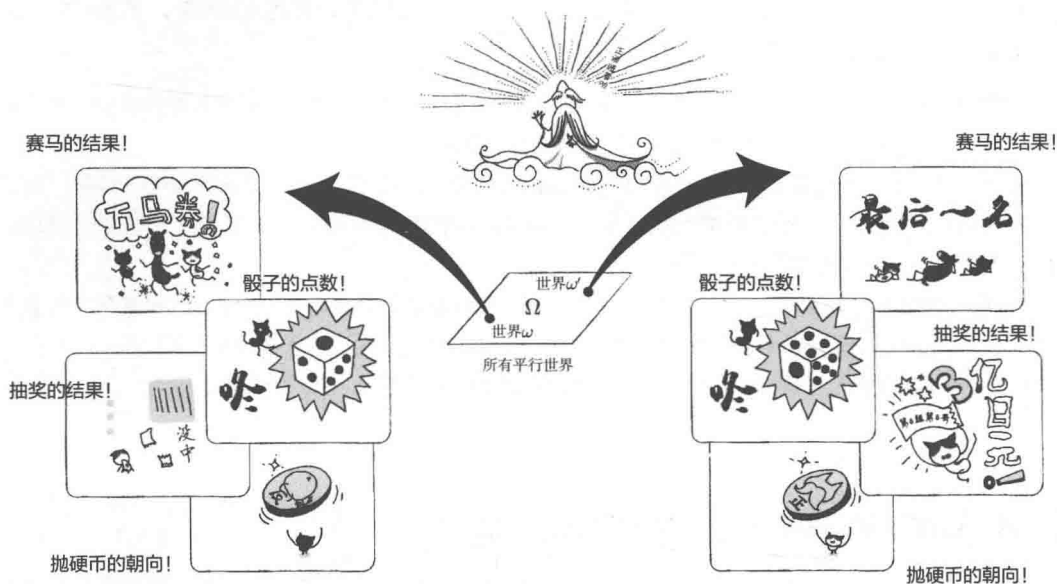 赛马的结果!
万马券!
骰子的点数!
咚
抽奖的结果!
没中
抛硬币的朝向!
世界ω′
Ω
世界ω
所有平行世界
赛马的结果!
最后一名
骰子的点数!
咚
抽奖的结果!
3亿日元!
正
抛硬币的朝向!